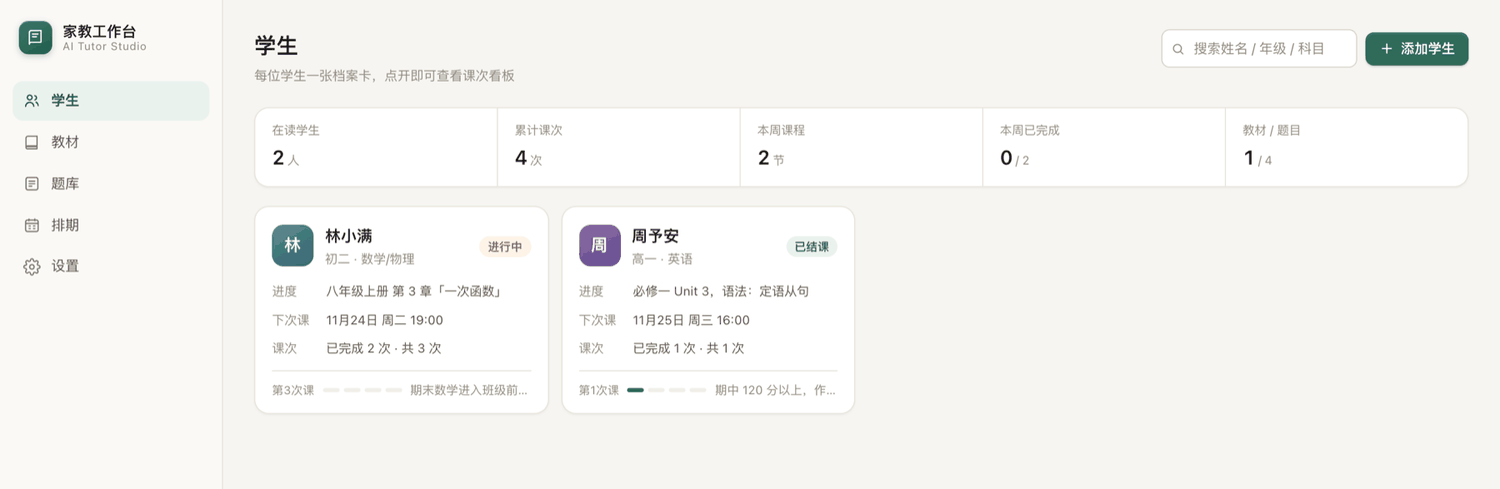 家教工作台
AI Tutor Studio
学生
教材
题库
排期
设置
学生
每位学生一张档案卡，点开即可查看课次看板
搜索姓名 / 年级 / 科目
+ 添加学生
在读学生
2 人
累计课次
4 次
本周课程
2 节
本周已完成
0 / 2
教材 / 题目
1 / 4
林
林小满
初二 · 数学/物理
进行中
进度 八年级上册 第 3 章「一次函数」
下次课 11月24日 周二 19:00
课次 已完成 2 次 · 共 3 次
第3次课 期末数学进入班级前...
周
周予安
高一 · 英语
已结课
进度 必修一 Unit 3，语法：定语从句
下次课 11月25日 周三 16:00
课次 已完成 1 次 · 共 1 次
第1次课 期中 120 分以上，作...